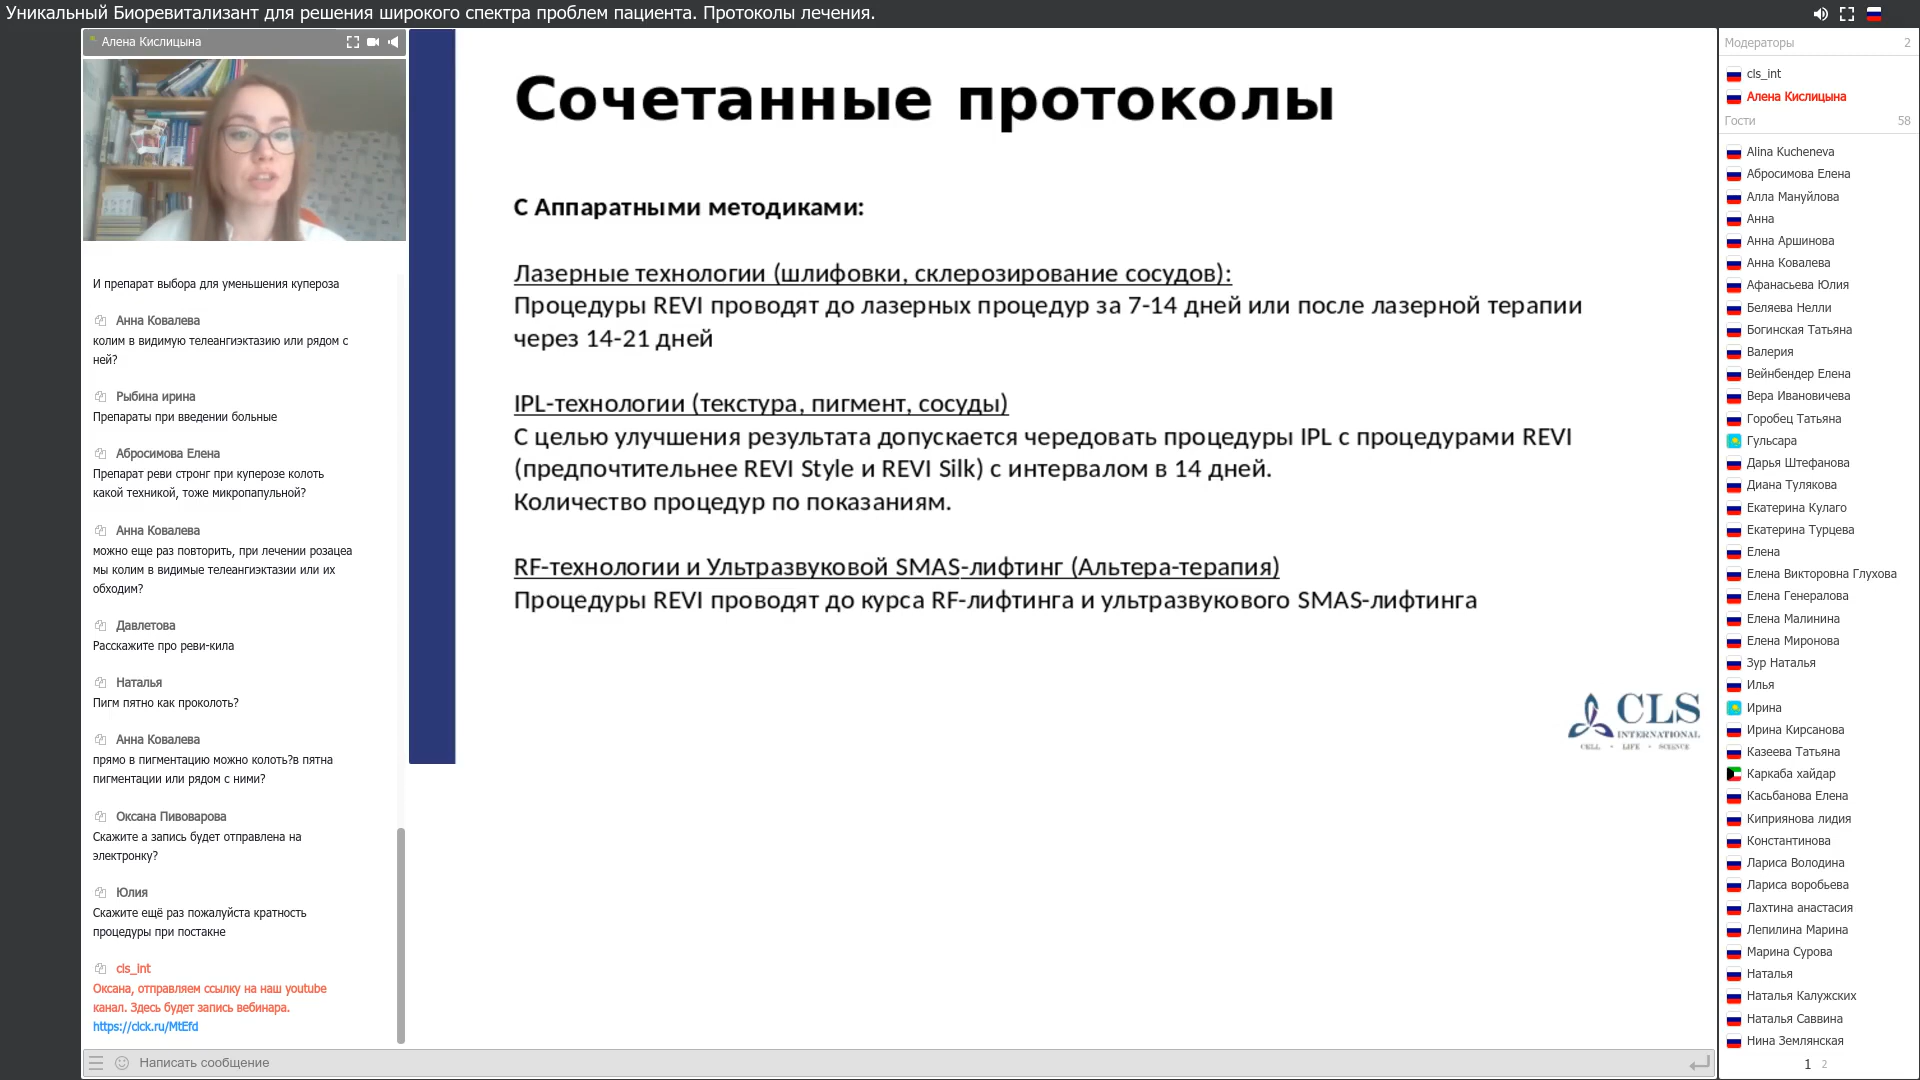 Уникальный Биоревитализант для решения широкого спектра проблем пациента. Протоколы лечения.
Алена Кислицына
И препарат выбора для уменьшения купероза
Анна Ковалева
колим в видимую телеангиэктазию или рядом с
ней?
Рыбина ирина
Препараты при введении больные
Абросимова Елена
Препарат реви стронг при куперозе колоть
какой техникой, тоже микропапульной?
Анна Ковалева
можно еще раз повторить, при лечении розацеа
мы колим в видимые телеангиэктазии или их
обходим?
Давлетова
Расскажите про реви-кила
Наталья
Пигм пятно как проколоть?
Анна Ковалева
прямо в пигментацию можно колоть?в пятна
пигментации или рядом с ними?
Оксана Пивоварова
Скажите а запись будет отправлена на
электронку?
Юлия
Скажите ещё раз пожалуйста кратность
процедуры при постакне
cls_int
Оксана, отправляем ссылку на наш youtube
канал. Здесь будет запись вебинара.
https://clck.ru/MtEfd
Написать сообщение
Сочетанные протоколы
С Аппаратными методиками:
Лазерные технологии (шлифовки, склерозирование сосудов):
Процедуры REVI проводят до лазерных процедур за 7-14 дней или после лазерной терапии
через 14-21 дней
IPL-технологии (текстура, пигмент, сосуды)
С целью улучшения результата допускается чередовать процедуры IPL с процедурами REVI
(предпочтительнее REVI Style и REVI Silk) с интервалом в 14 дней.
Количество процедур по показаниям.
RF-технологии и Ультразвуковой SMAS-лифтинг (Альтера-терапия)
Процедуры REVI проводят до курса RF-лифтинга и ультразвукового SMAS-лифтинга
CLS
INTERNATIONAL
CELL • LIFE • SCIENCE
Модераторы 2
cls_int
Алена Кислицына
Гости 58
Alina Kucheneva
Абросимова Елена
Алла Мануйлова
Анна
Анна Аршинова
Анна Ковалева
Афанасьева Юлия
Беляева Нелли
Богинская Татьяна
Валерия
Вейнбендер Елена
Вера Ивановичева
Горобец Татьяна
Гульсара
Дарья Штефанова
Диана Тулякова
Екатерина Кулаго
Екатерина Турцева
Елена
Елена Викторовна Глухова
Елена Генералова
Елена Малинина
Елена Миронова
Зур Наталья
Илья
Ирина
Ирина Кирсанова
Казеева Татьяна
Каркаба хайдар
Касьбанова Елена
Киприянова лидия
Константинова
Лариса Володина
Лариса воробьева
Лахтина анастасия
Лепилина Марина
Марина Сурова
Наталья
Наталья Калужских
Наталья Саввина
Нина Землянская
1 2